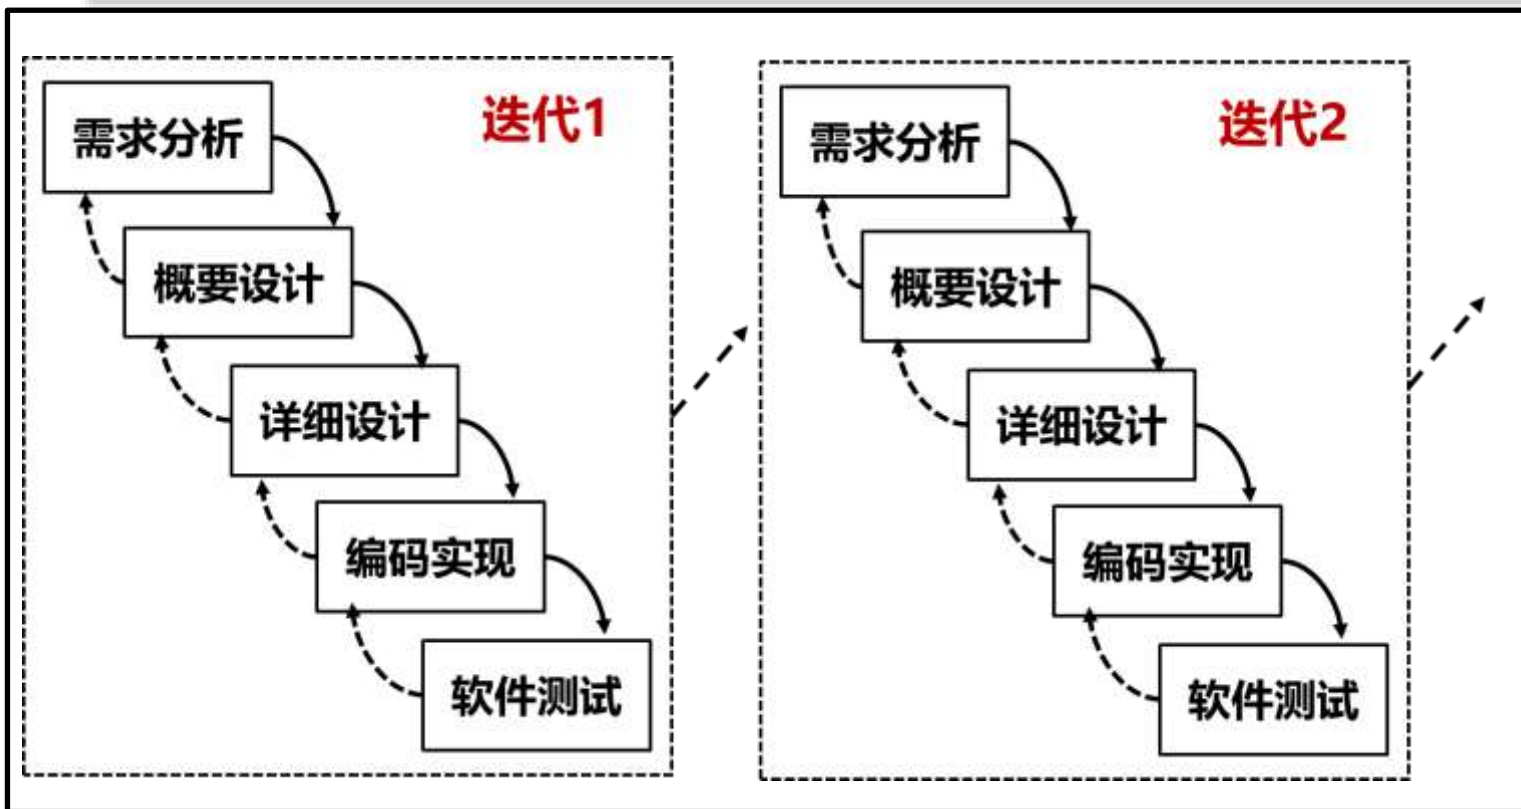 迭代1
需求分析
概要设计
详细设计
编码实现
软件测试
迭代2
需求分析
概要设计
详细设计
编码实现
软件测试